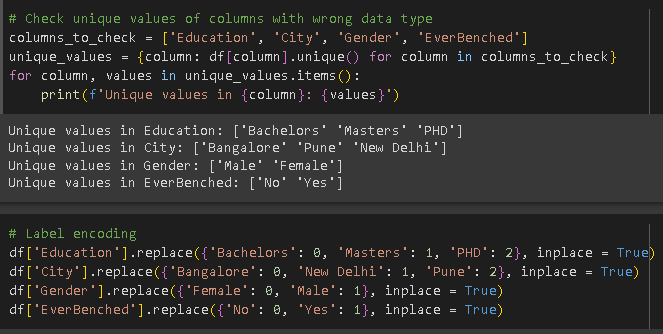 # Check unique values of columns with wrong data type
columns_to_check = ['Education', 'City', 'Gender', 'EverBenched']
unique_values = {column: df[column].unique() for column in columns_to_check}
for column, values in unique_values.items():
    print(f'Unique values in {column}: {values}')
Unique values in Education: ['Bachelors' 'Masters' 'PHD']
Unique values in City: ['Bangalore' 'Pune' 'New Delhi']
Unique values in Gender: ['Male' 'Female']
Unique values in EverBenched: ['No' 'Yes']
# Label encoding
df['Education'].replace({'Bachelors': 0, 'Masters': 1, 'PHD': 2}, inplace = True)
df['City'].replace({'Bangalore': 0, 'New Delhi': 1, 'Pune': 2}, inplace = True)
df['Gender'].replace({'Female': 0, 'Male': 1}, inplace = True)
df['EverBenched'].replace({'No': 0, 'Yes': 1}, inplace = True)